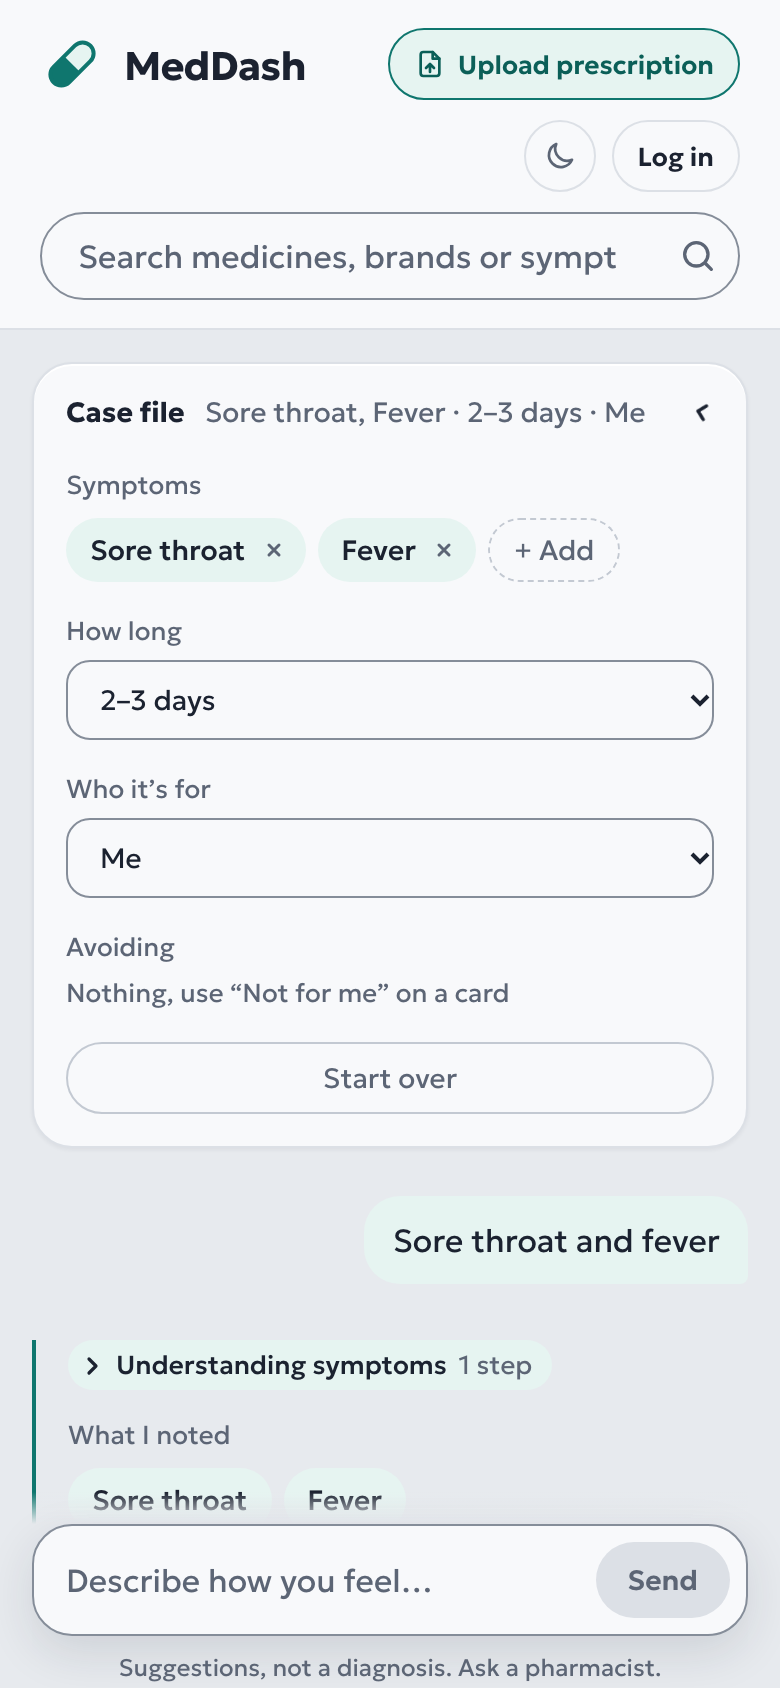 MedDash
Upload prescription
Log in
Search medicines, brands or sympt
Case file Sore throat, Fever · 2–3 days · Me
Symptoms
Sore throat × Fever × + Add
How long
2–3 days
Who it’s for
Me
Avoiding
Nothing, use “Not for me” on a card
Start over
Sore throat and fever
Understanding symptoms 1 step
What I noted
Sore throat Fever
Describe how you feel... Send
Suggestions, not a diagnosis. Ask a pharmacist.